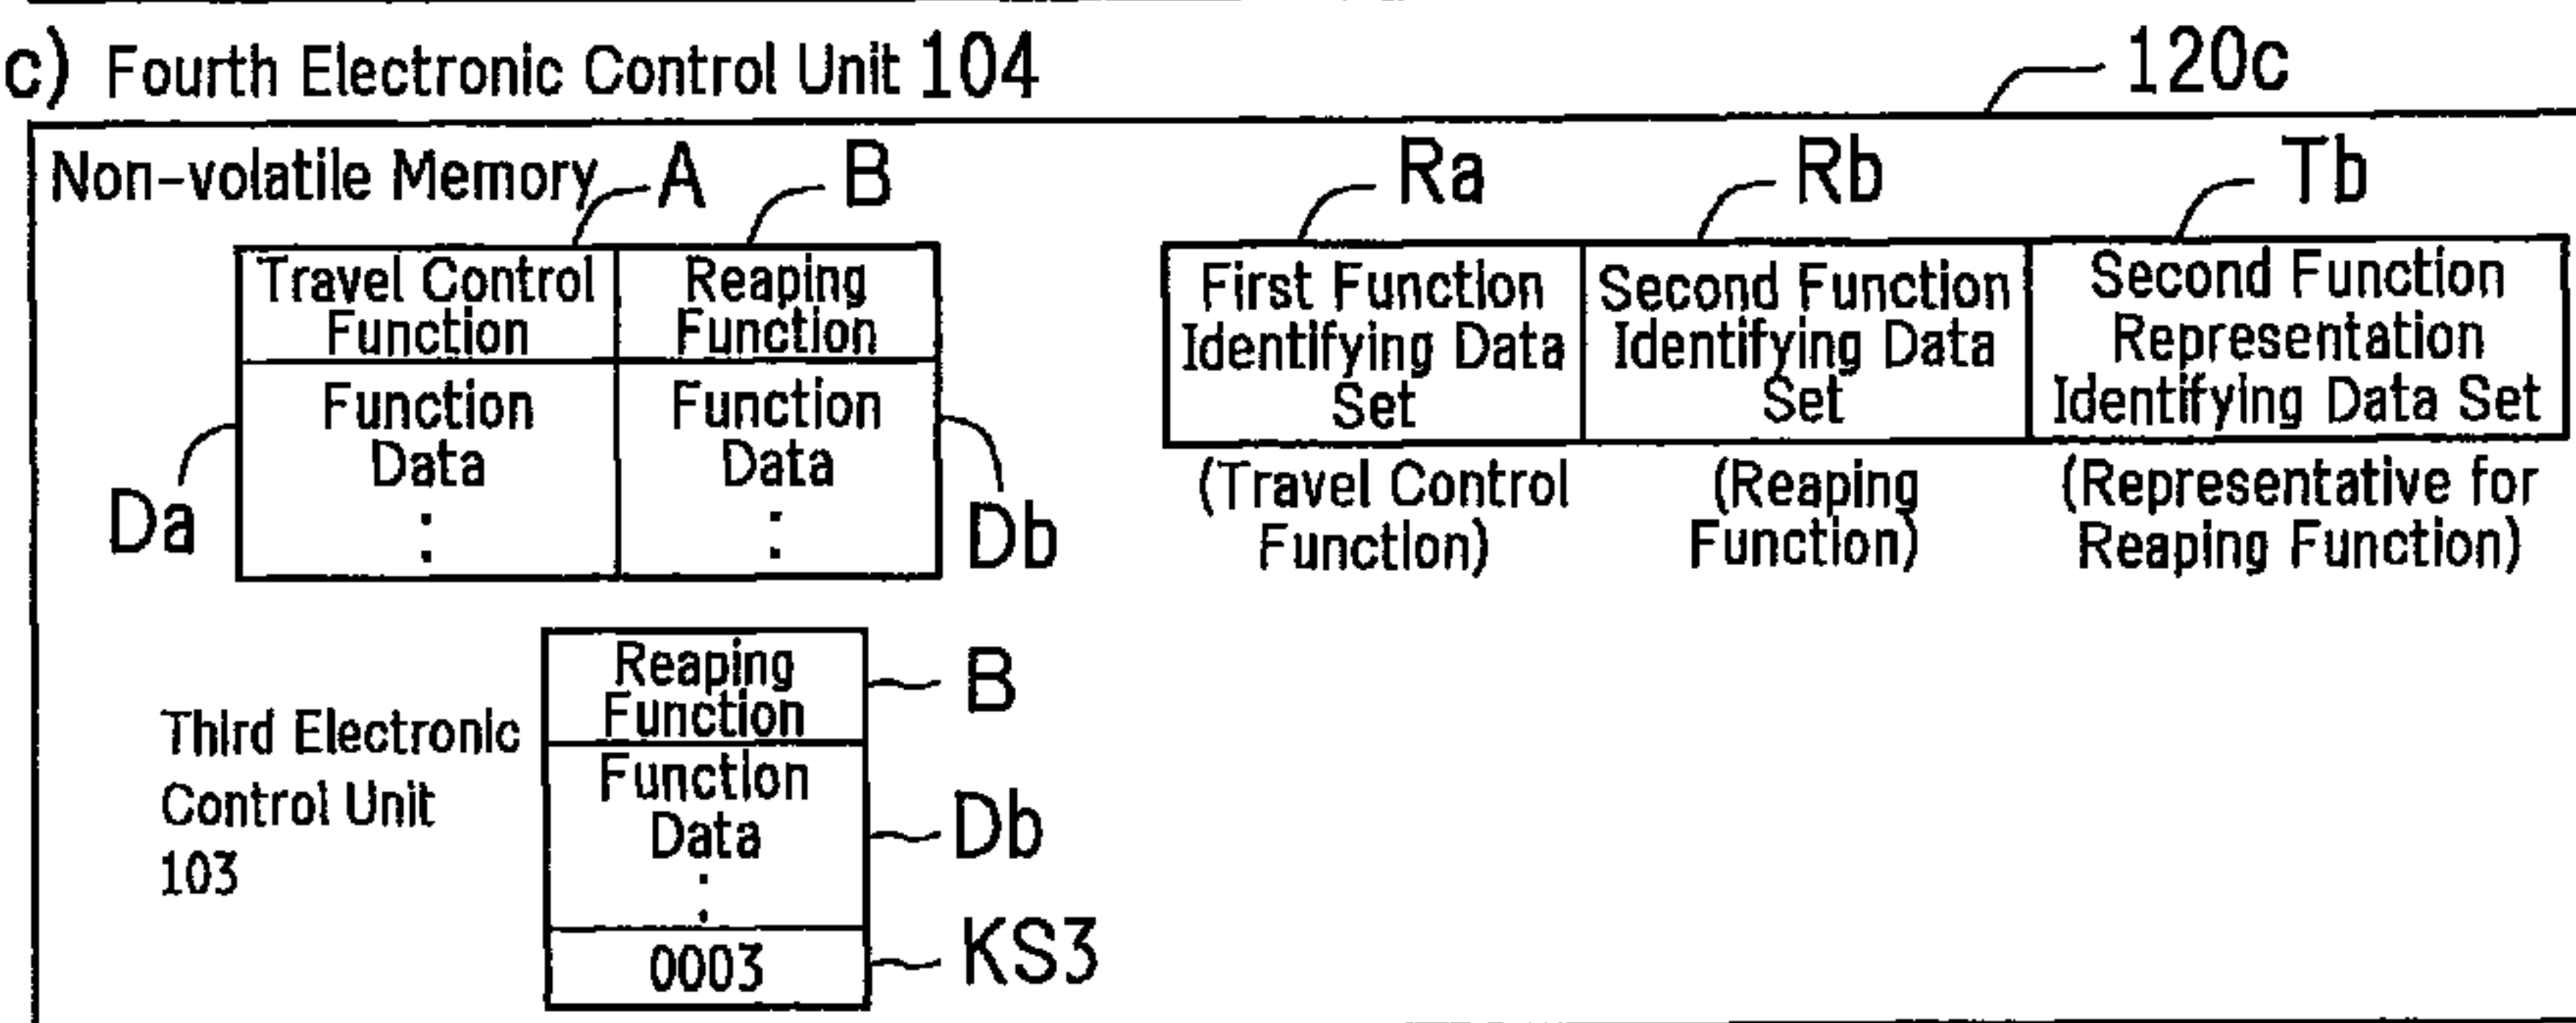 c) Fourth Electronic Control Unit 104
120c
Non-volatile Memory
A
B
Ra
Rb
Tb
Travel Control
Function
Reaping
Function
Function
Data
:
Function
Data
:
Da
Db
First Function
Identifying Data
Set
Second Function
Identifying Data
Set
Second Function
Representation
Identifying Data Set
(Travel Control
Function)
(Reaping
Function)
(Representative for
Reaping Function)
Third Electronic
Control Unit
103
Reaping
Function
B
Function
Data
:
Db
0003
KS3